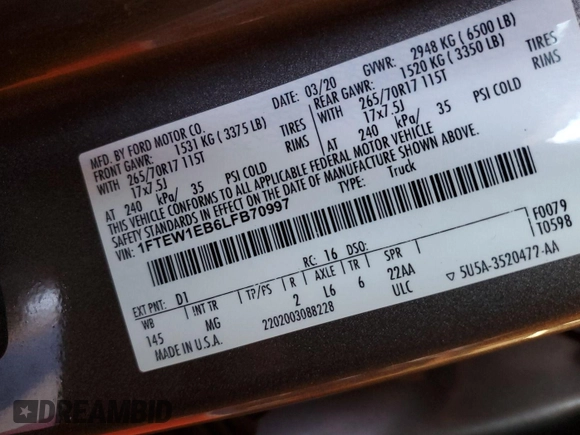 MFD. BY FORD MOTOR CO.
DATE: 03/20 GVWR: 2948 KG (6500 LB)
FRONT GAWR: 1531 KG (3375 LB) REAR GAWR: 1520 KG (3350 LB)
WITH 265/70R17 115T TIRES WITH 265/70R17 115T TIRES
17x7.5J RIMS 17x7.5J RIMS
AT 240 kPa/ 35 PSI COLD AT 240 kPa/ 35 PSI COLD
THIS VEHICLE CONFORMS TO ALL APPLICABLE FEDERAL MOTOR VEHICLE
SAFETY STANDARDS IN EFFECT ON THE DATE OF MANUFACTURE SHOWN ABOVE.
VIN: 1FTEW1EB6LFB70997 TYPE: Truck
F0079
T0598
EXT PNT: D1 RC: 16 DSO:
WB INT TR TP/PS R AXLE TR SPR
145 MG 2 L6 6 22AA
MADE IN U.S.A. 2202003088228 ULC 5U5A-3520472-AA
DREAMBID